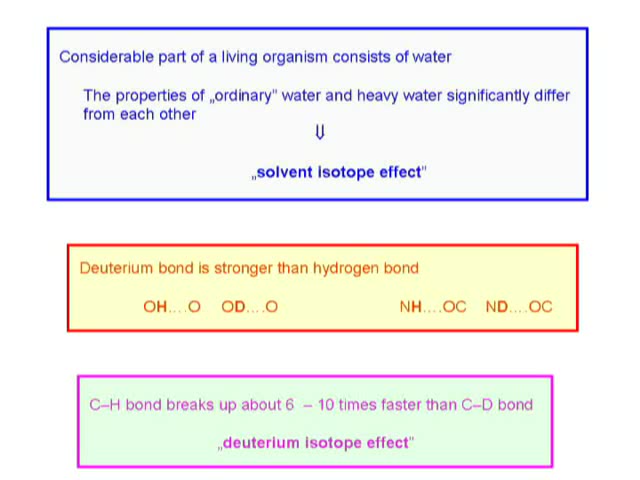 Considerable part of a living organism consists of water
The properties of „ordinary" water and heavy water significantly differ
from each other
⇓
„solvent isotope effect"
Deuterium bond is stronger than hydrogen bond
OH....O OD....O NH....OC ND....OC
C–H bond breaks up about 6 – 10 times faster than C–D bond
„deuterium isotope effect"